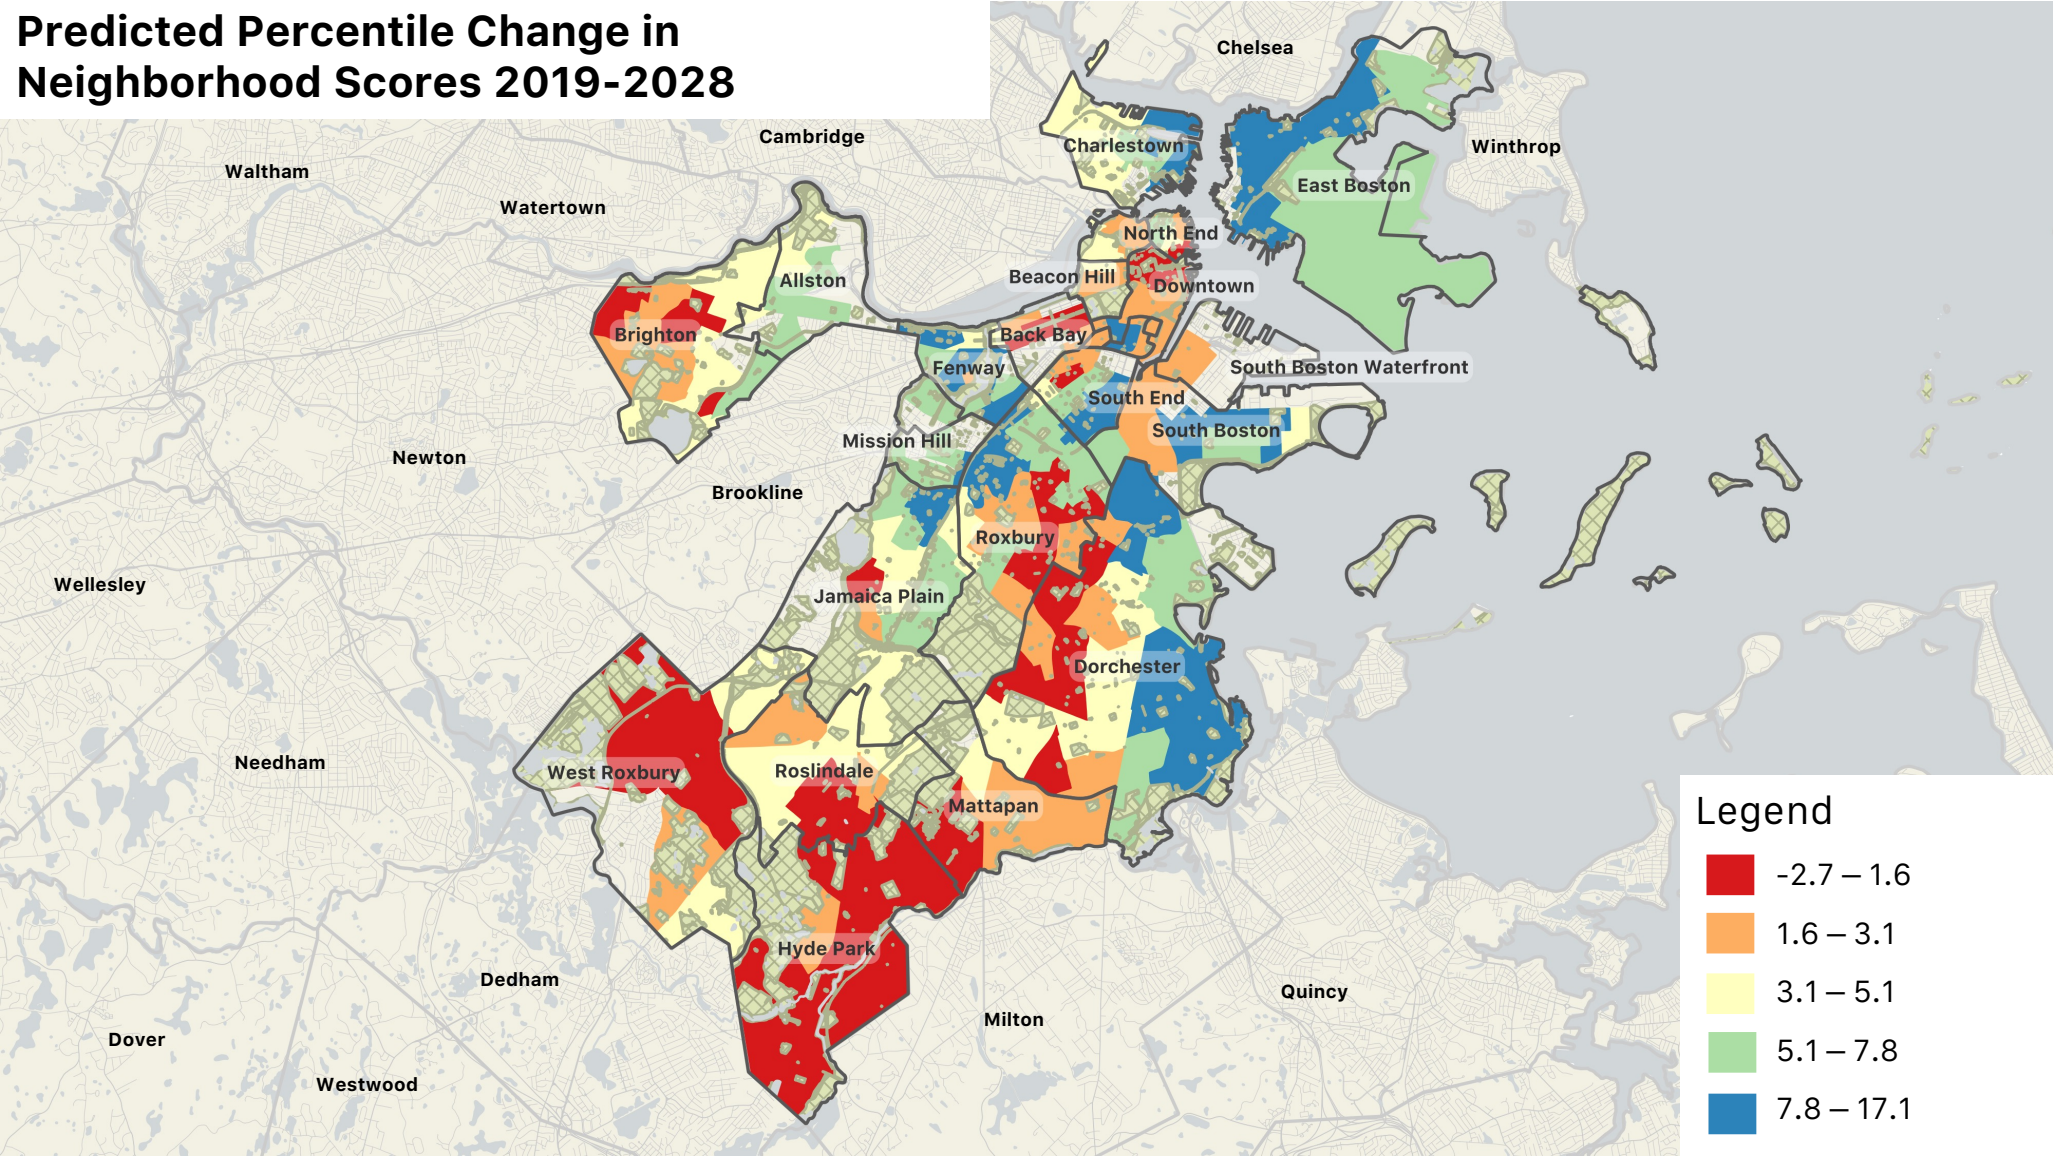 Predicted Percentile Change in
Neighborhood Scores 2019-2028
Chelsea
Cambridge
Charlestown
Winthrop
Waltham
East Boston
Watertown
North End
Beacon Hill
Allston
Downtown
Brighton
Back Bay
Fenway
South Boston Waterfront
South End
South Boston
Mission Hill
Newton
Brookline
Roxbury
Wellesley
Jamaica Plain
Dorchester
Needham
West Roxbury
Roslindale
Mattapan
Hyde Park
Dedham
Quincy
Milton
Dover
Westwood
Legend
-2.7 – 1.6
1.6 – 3.1
3.1 – 5.1
5.1 – 7.8
7.8 – 17.1